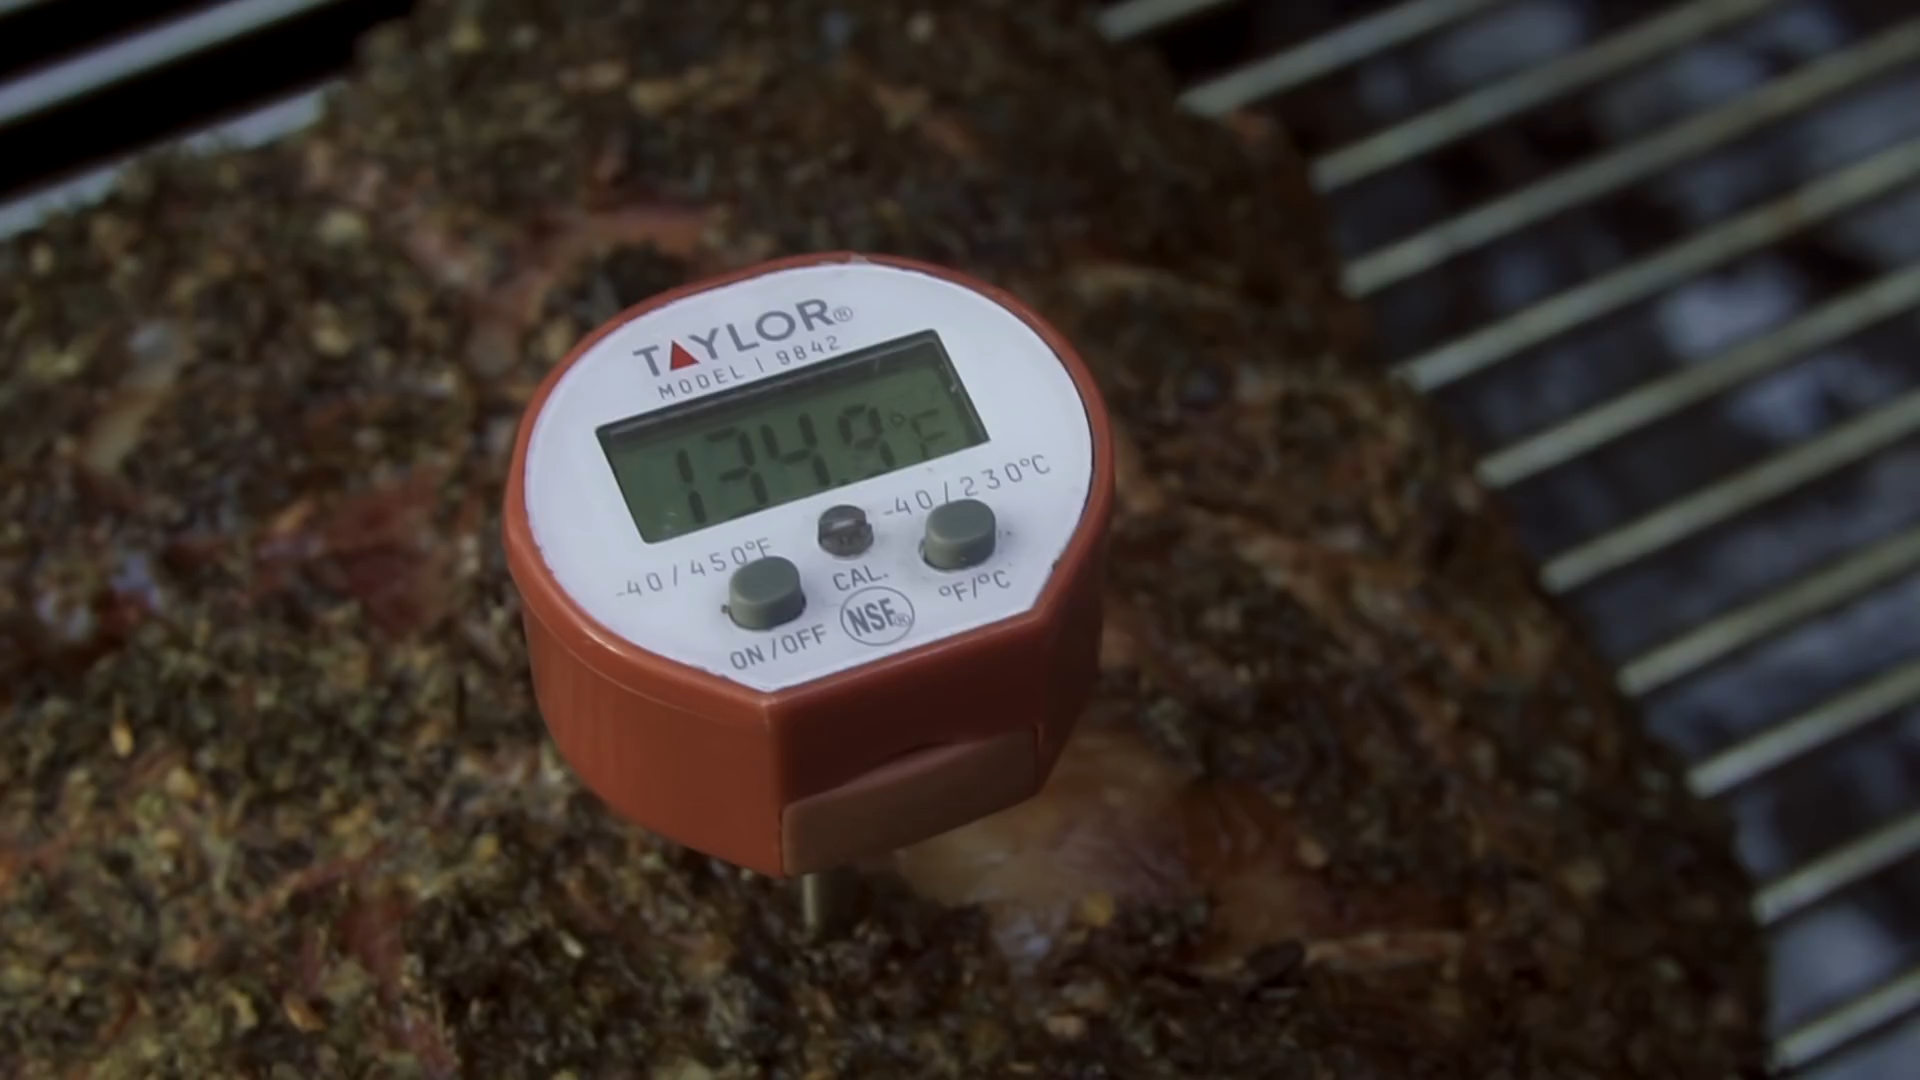 TAYLOR®
MODEL | 9842
134.9°F
-40/230°C
-40/450°F
CAL.
°F/°C
ON/OFF
NSF®